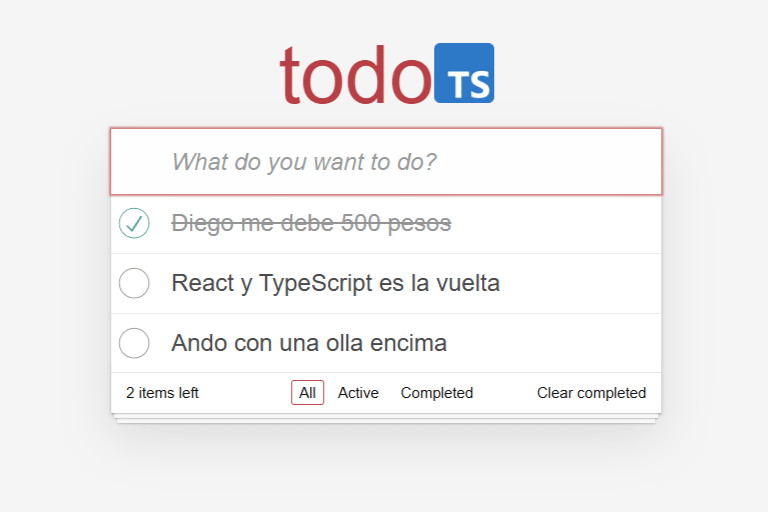 todo TS
What do you want to do?
Diego me debe 500 pesos
React y TypeScript es la vuelta
Ando con una olla encima
2 items left All Active Completed Clear completed